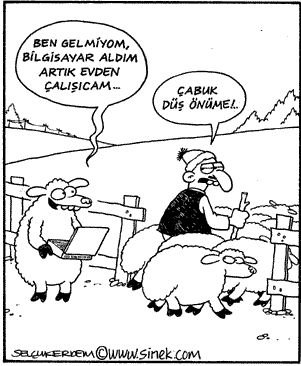 BEN GELMİYOM,
BİLGİSAYAR ALDIM
ARTIK EVDEN
ÇALIŞICAM...
ÇABUK
DÜŞ ÖNÜME!..
SELÇUKERDEM ©www.sinek.com